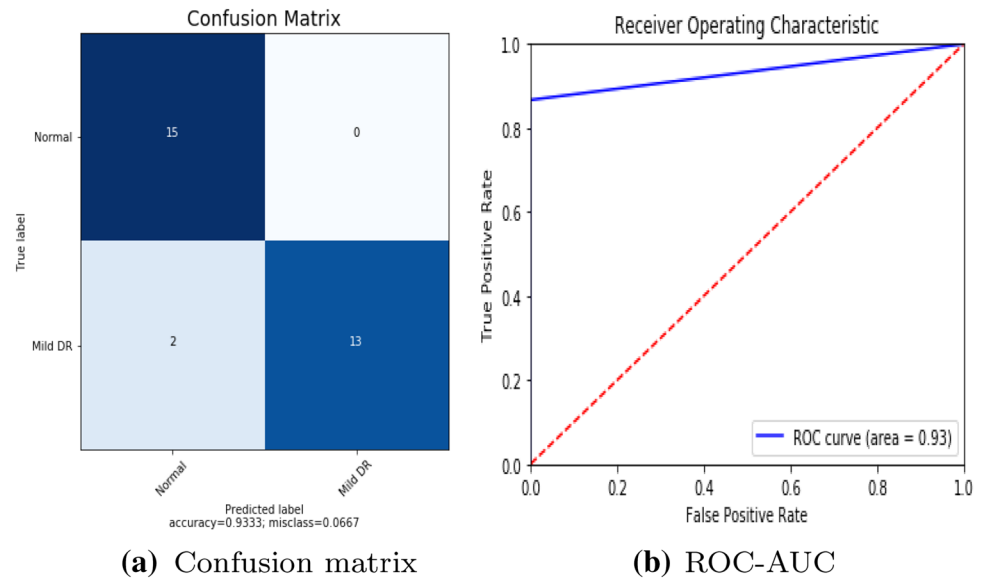 Confusion Matrix
Normal
15
0
Mild DR
2
13
True label
Normal
Mild DR
Predicted label
accuracy=0.9333; misclass=0.0667
(a) Confusion matrix
Receiver Operating Characteristic
1.0
0.8
0.6
0.4
0.2
0.0
True Positive Rate
ROC curve (area = 0.93)
0.0 0.2 0.4 0.6 0.8 1.0
False Positive Rate
(b) ROC-AUC